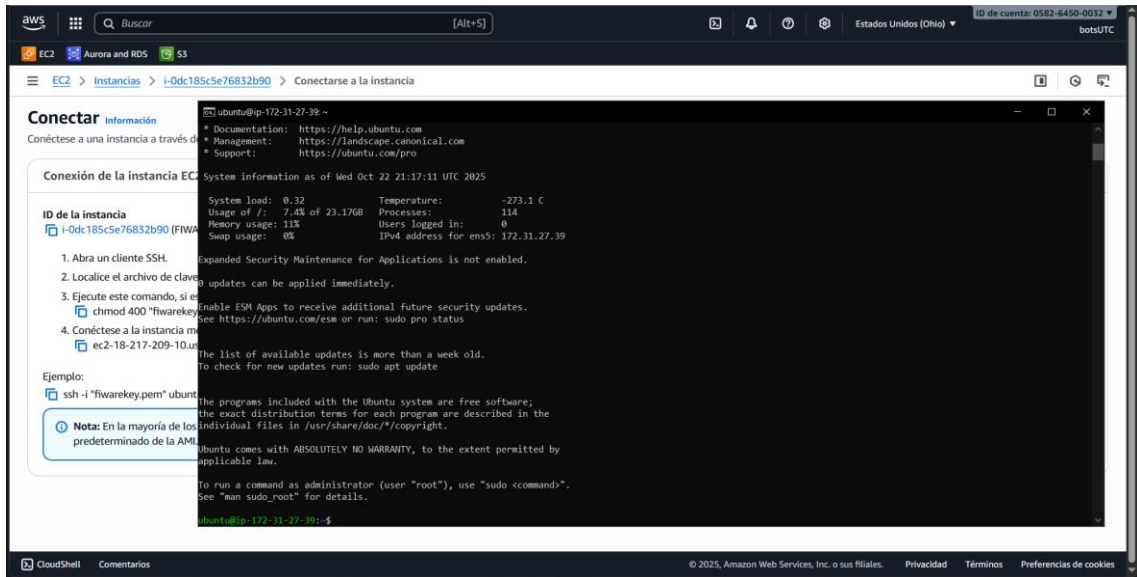 aws
Buscar
[Alt+S]
Estados Unidos (Ohio)
ID de cuenta: 0582-6450-0032
botsUTC
EC2
Aurora and RDS
S3
EC2 > Instancias > i-0dc185c5e76832b90 > Conectarse a la instancia
Conectar Información
Conéctese a una instancia a través d
Conexión de la instancia EC
ID de la instancia
i-0dc185c5e76832b90 (FIWA
1. Abra un cliente SSH.
2. Localice el archivo de clave
3. Ejecute este comando, si es
chmod 400 "fiwarekey
4. Conéctese a la instancia m
ec2-18-217-209-10.us
Ejemplo:
ssh -i "fiwarekey.pem" ubunt
Nota: En la mayoría de los
predeterminado de la AMI.
ubuntu@ip-172-31-27-39: ~
* Documentation: https://help.ubuntu.com
* Management: https://landscape.canonical.com
* Support: https://ubuntu.com/pro
System information as of Wed Oct 22 21:17:11 UTC 2025
System load: 0.32 Temperature: -273.1 C
Usage of /: 7.4% of 23.17GB Processes: 114
Memory usage: 11% Users logged in: 0
Swap usage: 0% IPv4 address for ens5: 172.31.27.39
Expanded Security Maintenance for Applications is not enabled.
0 updates can be applied immediately.
Enable ESM Apps to receive additional future security updates.
See https://ubuntu.com/esm or run: sudo pro status
The list of available updates is more than a week old.
To check for new updates run: sudo apt update
The programs included with the Ubuntu system are free software;
the exact distribution terms for each program are described in the
individual files in /usr/share/doc/*/copyright.
Ubuntu comes with ABSOLUTELY NO WARRANTY, to the extent permitted by
applicable law.
To run a command as administrator (user "root"), use "sudo <command>".
See "man sudo_root" for details.
ubuntu@ip-172-31-27-39:~$
CloudShell
Comentarios
© 2025, Amazon Web Services, Inc. o sus filiales.
Privacidad
Términos
Preferencias de cookies